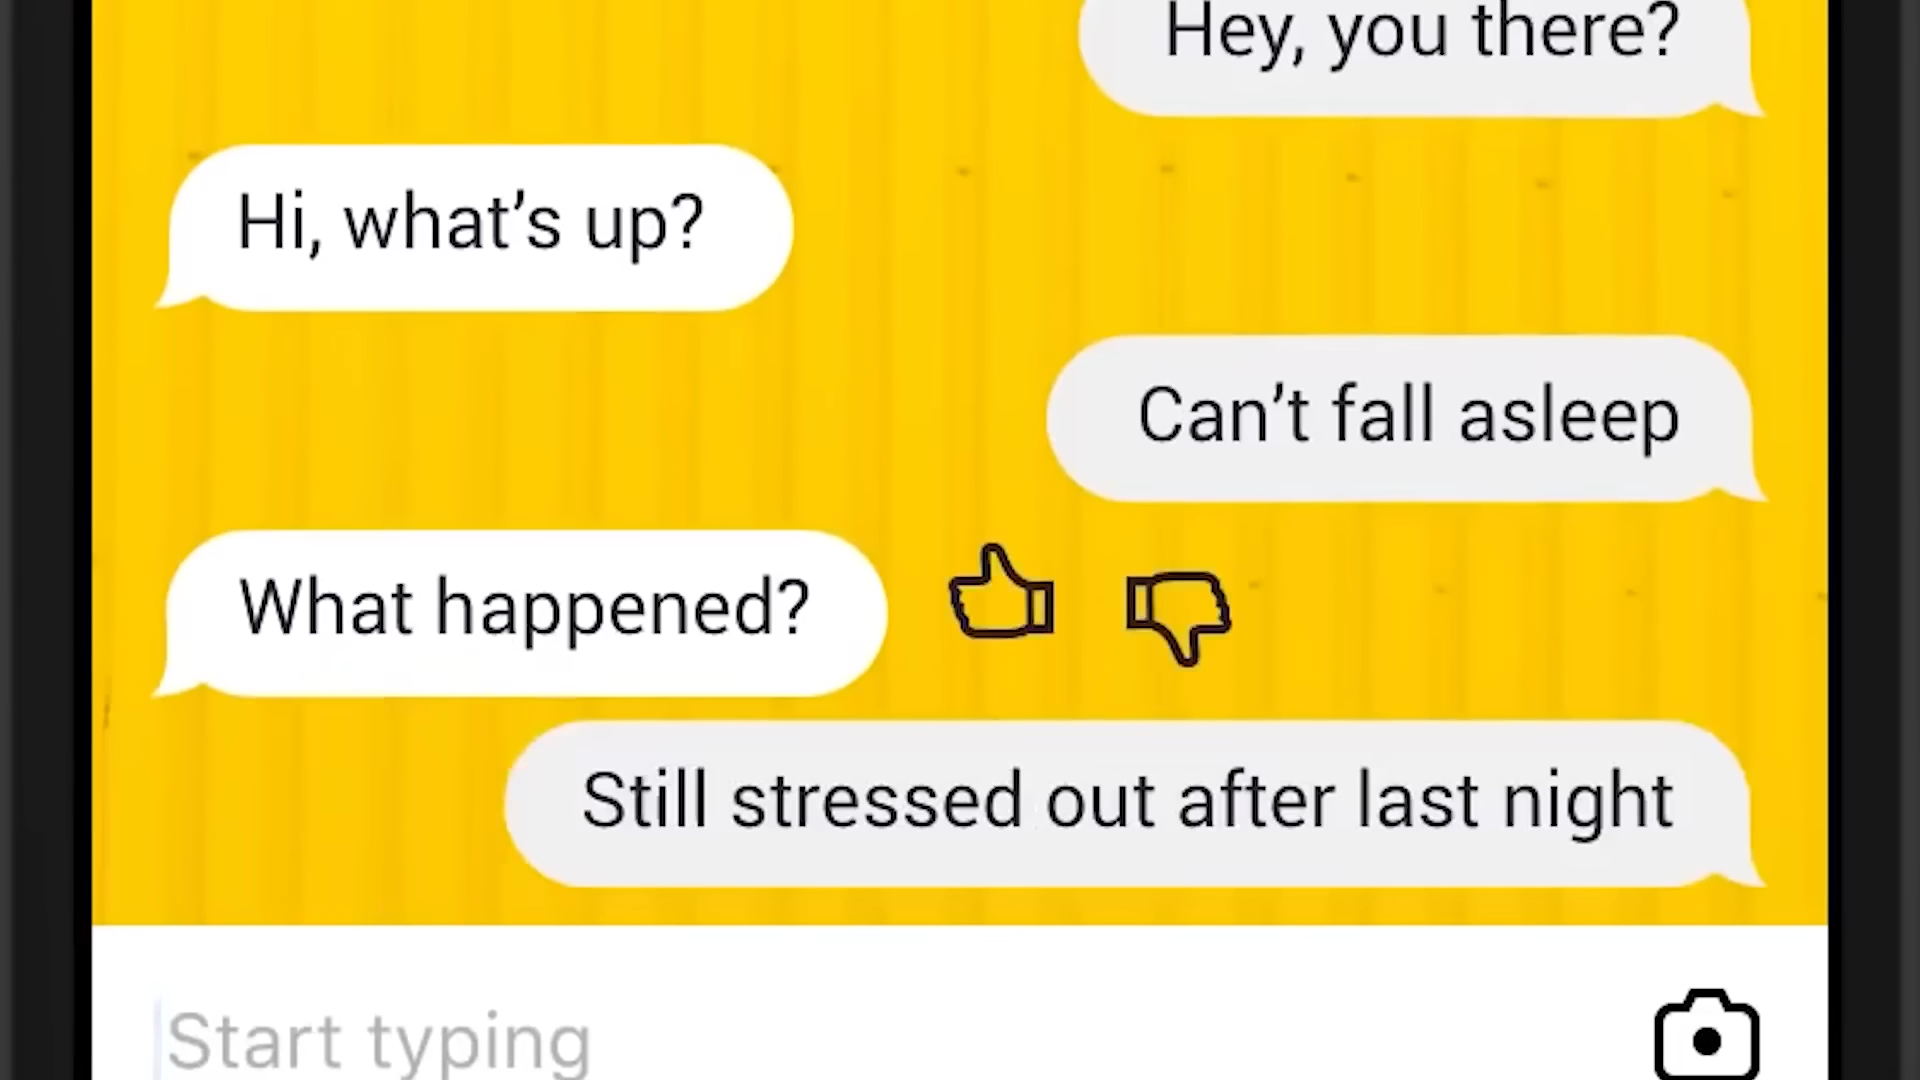 Hey, you there?
Hi, what’s up?
Can’t fall asleep
What happened?
Still stressed out after last night
Start typing